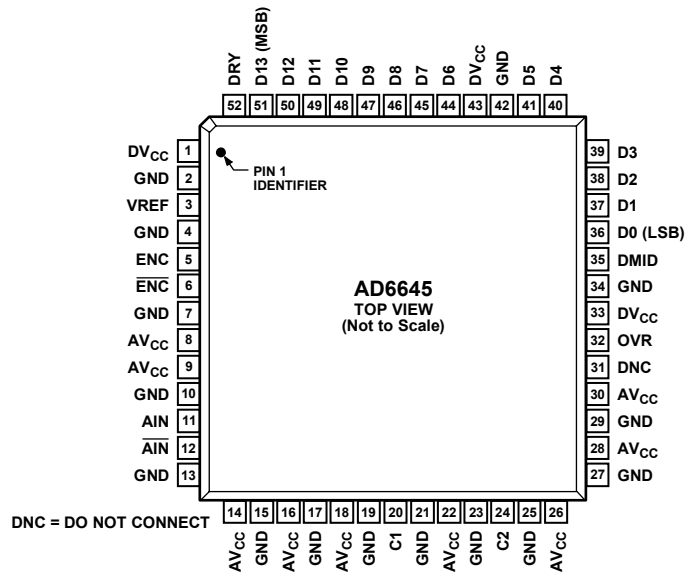 DRY D13 (MSB) D12 D11 D10 D9 D8 D7 D6 DVCC GND D5 D4
52 51 50 49 48 47 46 45 44 43 42 41 40
DVCC 1
GND 2
VREF 3
GND 4
ENC 5
ENC 6
GND 7
AVCC 8
AVCC 9
GND 10
AIN 11
AIN 12
GND 13
PIN 1
IDENTIFIER
AD6645
TOP VIEW
(Not to Scale)
39 D3
38 D2
37 D1
36 D0 (LSB)
35 DMID
34 GND
33 DVCC
32 OVR
31 DNC
30 AVCC
29 GND
28 AVCC
27 GND
14 15 16 17 18 19 20 21 22 23 24 25 26
AVCC GND AVCC GND AVCC GND C1 GND AVCC GND C2 GND AVCC
DNC = DO NOT CONNECT